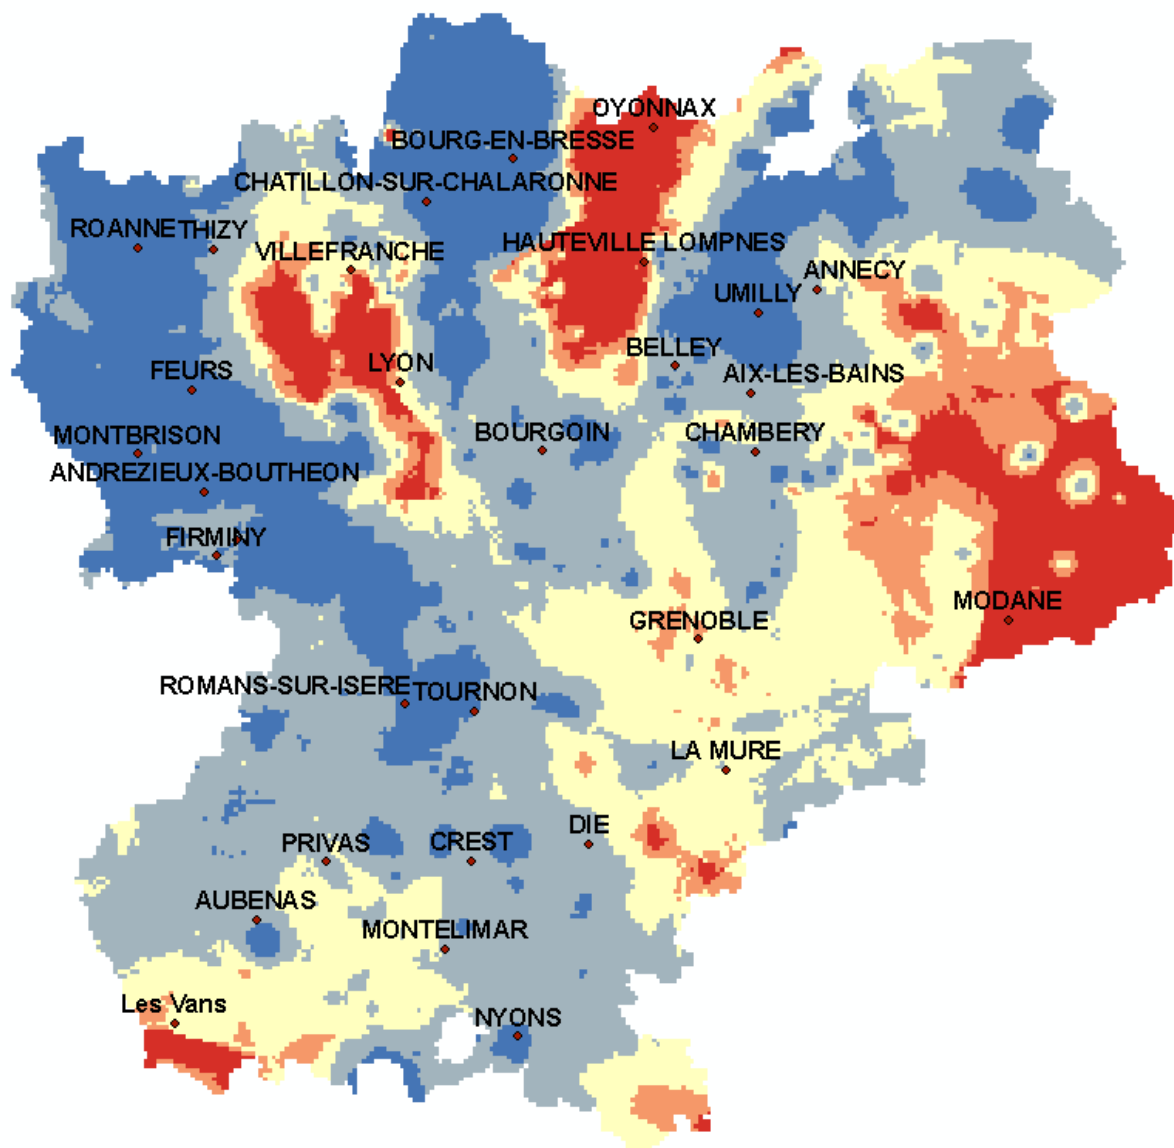 OYONNAX
BOURG-EN-BRESSE
CHATILLON-SUR-CHALARONNE
ROANNE
THIZY
VILLEFRANCHE
HAUTEVILLE LOMPNES
ANNECY
UMILLY
BELLEY
LYON
FEURS
AIX-LES-BAINS
MONTBRISON
BOURGOIN
CHAMBERY
ANDREZIEUX-BOUTHEON
FIRMINY
MODANE
GRENOBLE
ROMANS-SUR-ISERE
TOURNON
LA MURE
DIE
PRIVAS
CREST
AUBENAS
MONTELIMAR
Les Vans
NYONS